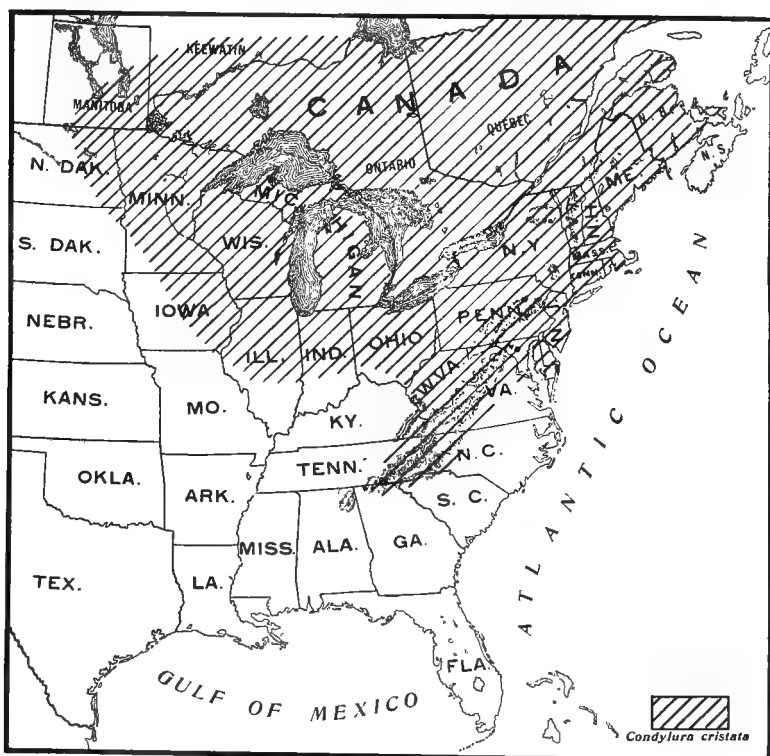 KEEWATIN
MANITOBA
CANADA
QUEBEC
ONTARIO
N. B.
N. S.
ME.
N. DAK.
MINN.
MICHIGAN
S. DAK.
WIS.
N.Y.
MASS.
CONN.
IOWA
NEBR.
PENN.
N.J.
ILL.
IND.
OHIO
W.VA.
VA.
KANS.
MO.
KY.
N.C.
TENN.
OKLA.
ARK.
S. C.
MISS.
ALA.
GA.
TEX.
LA.
FLA.
ATLANTIC OCEAN
GULF OF MEXICO
Condylura cristata